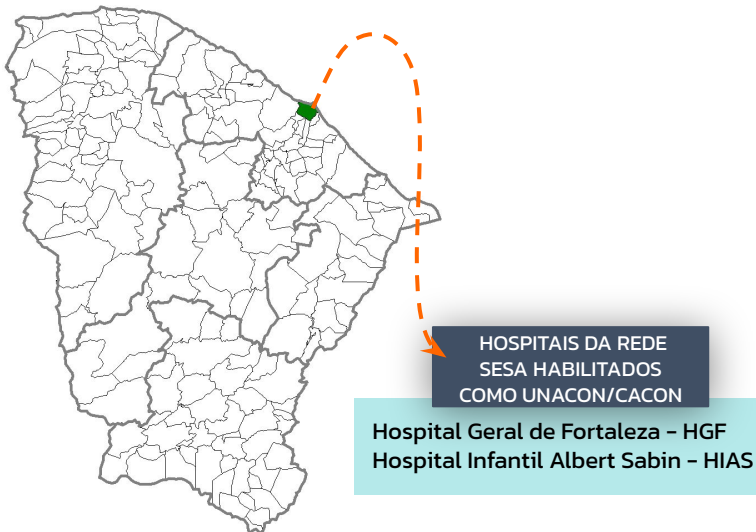 HOSPITAIS DA REDE
SESA HABILITADOS
COMO UNACON/CACON
Hospital Geral de Fortaleza - HGF
Hospital Infantil Albert Sabin - HIAS